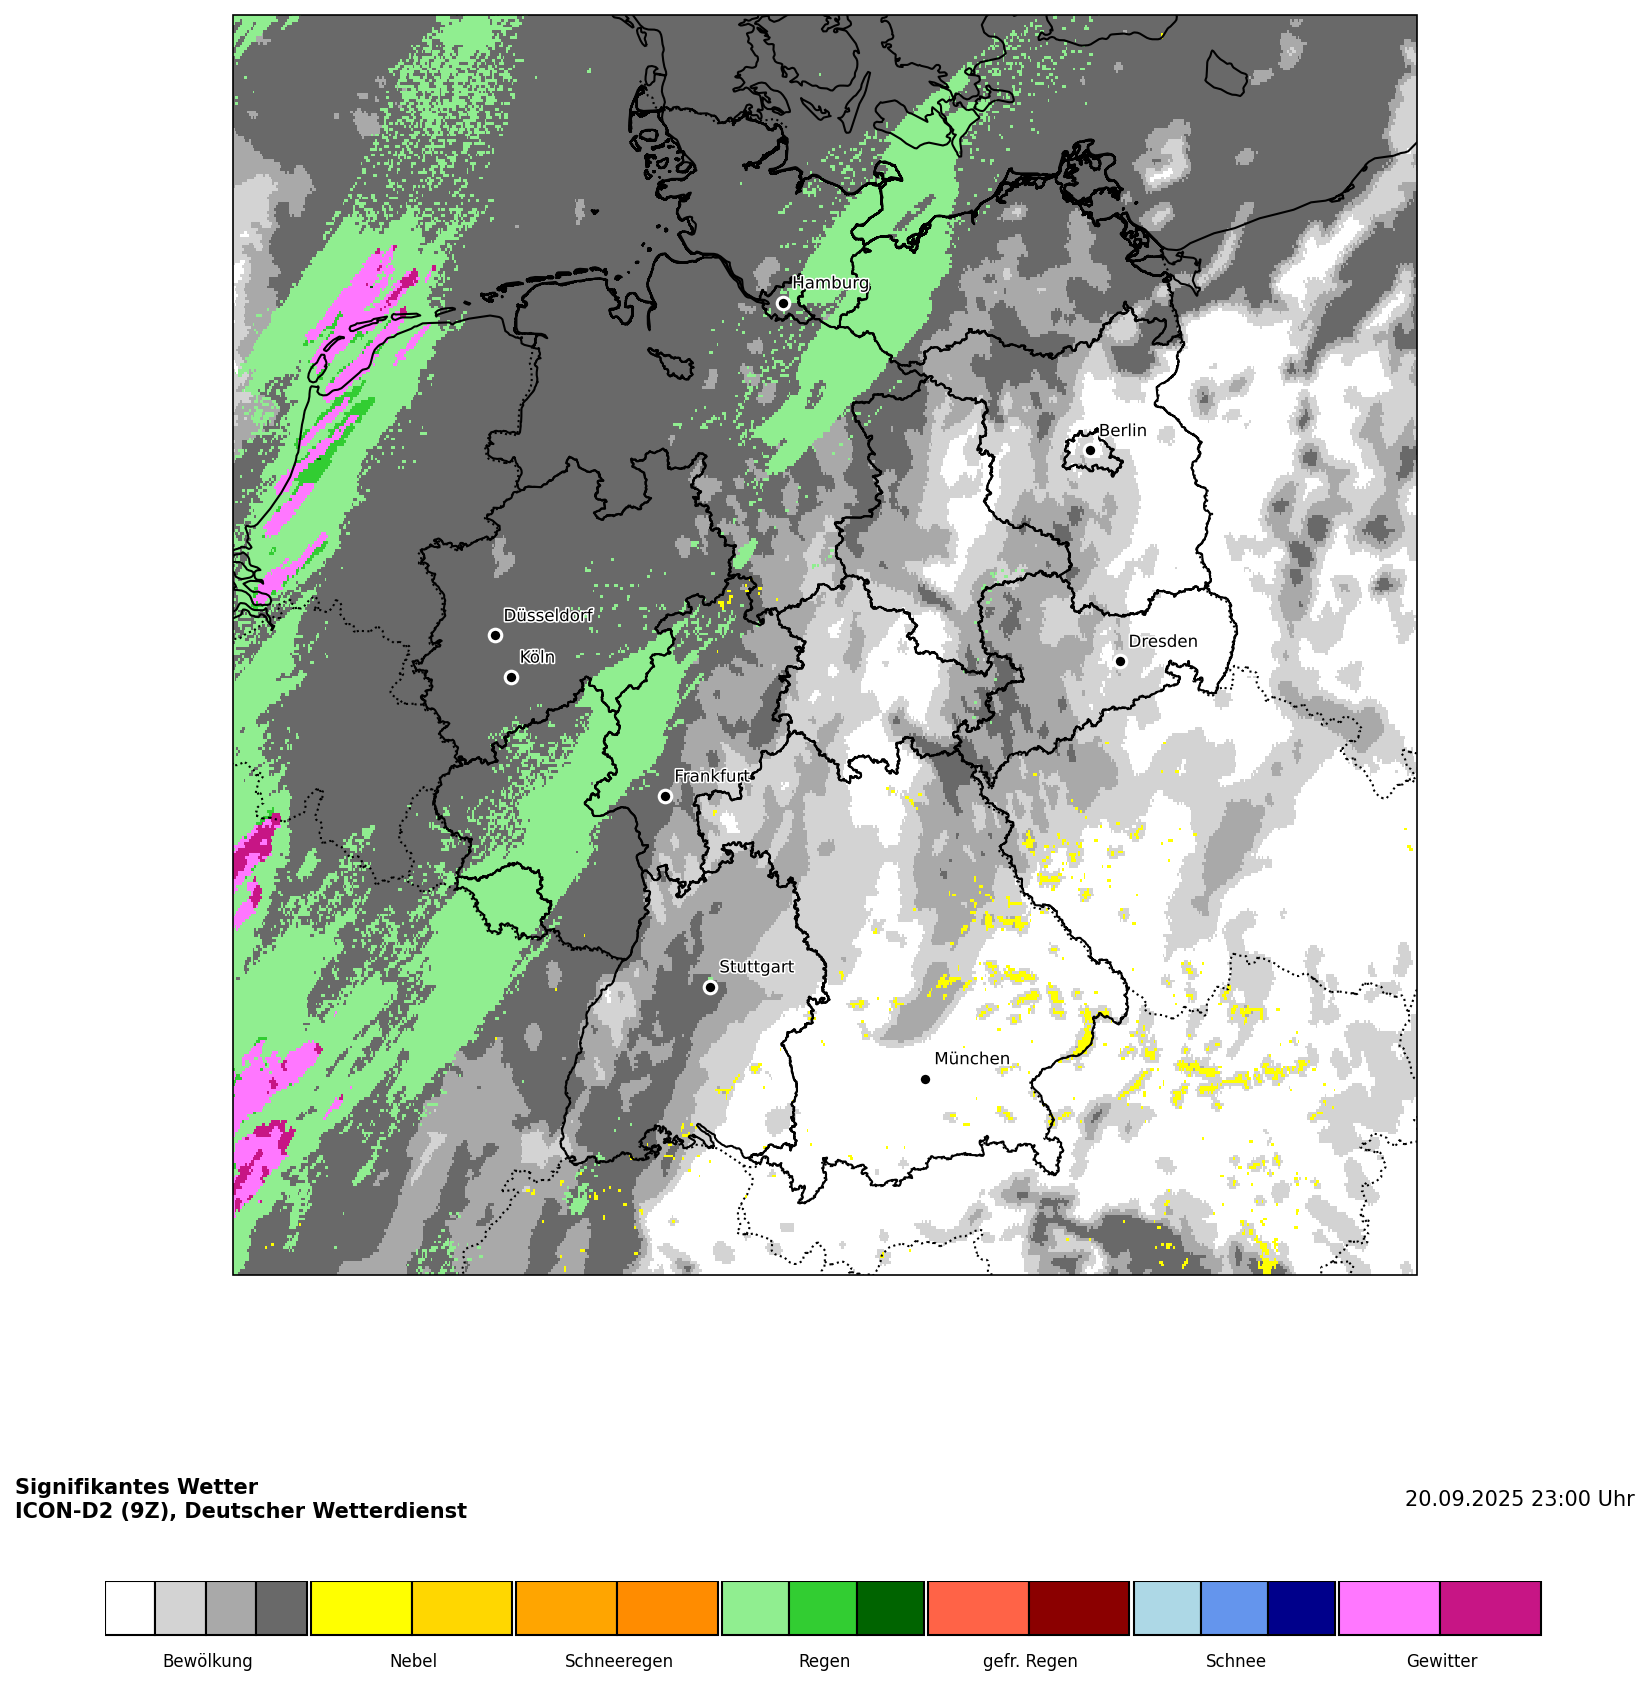 Hamburg
Berlin
Düsseldorf
Köln
Dresden
Frankfurt
Stuttgart
München
Signifikantes Wetter
ICON-D2 (9Z), Deutscher Wetterdienst
20.09.2025 23:00 Uhr
Bewölkung
Nebel
Schneeregen
Regen
gefr. Regen
Schnee
Gewitter